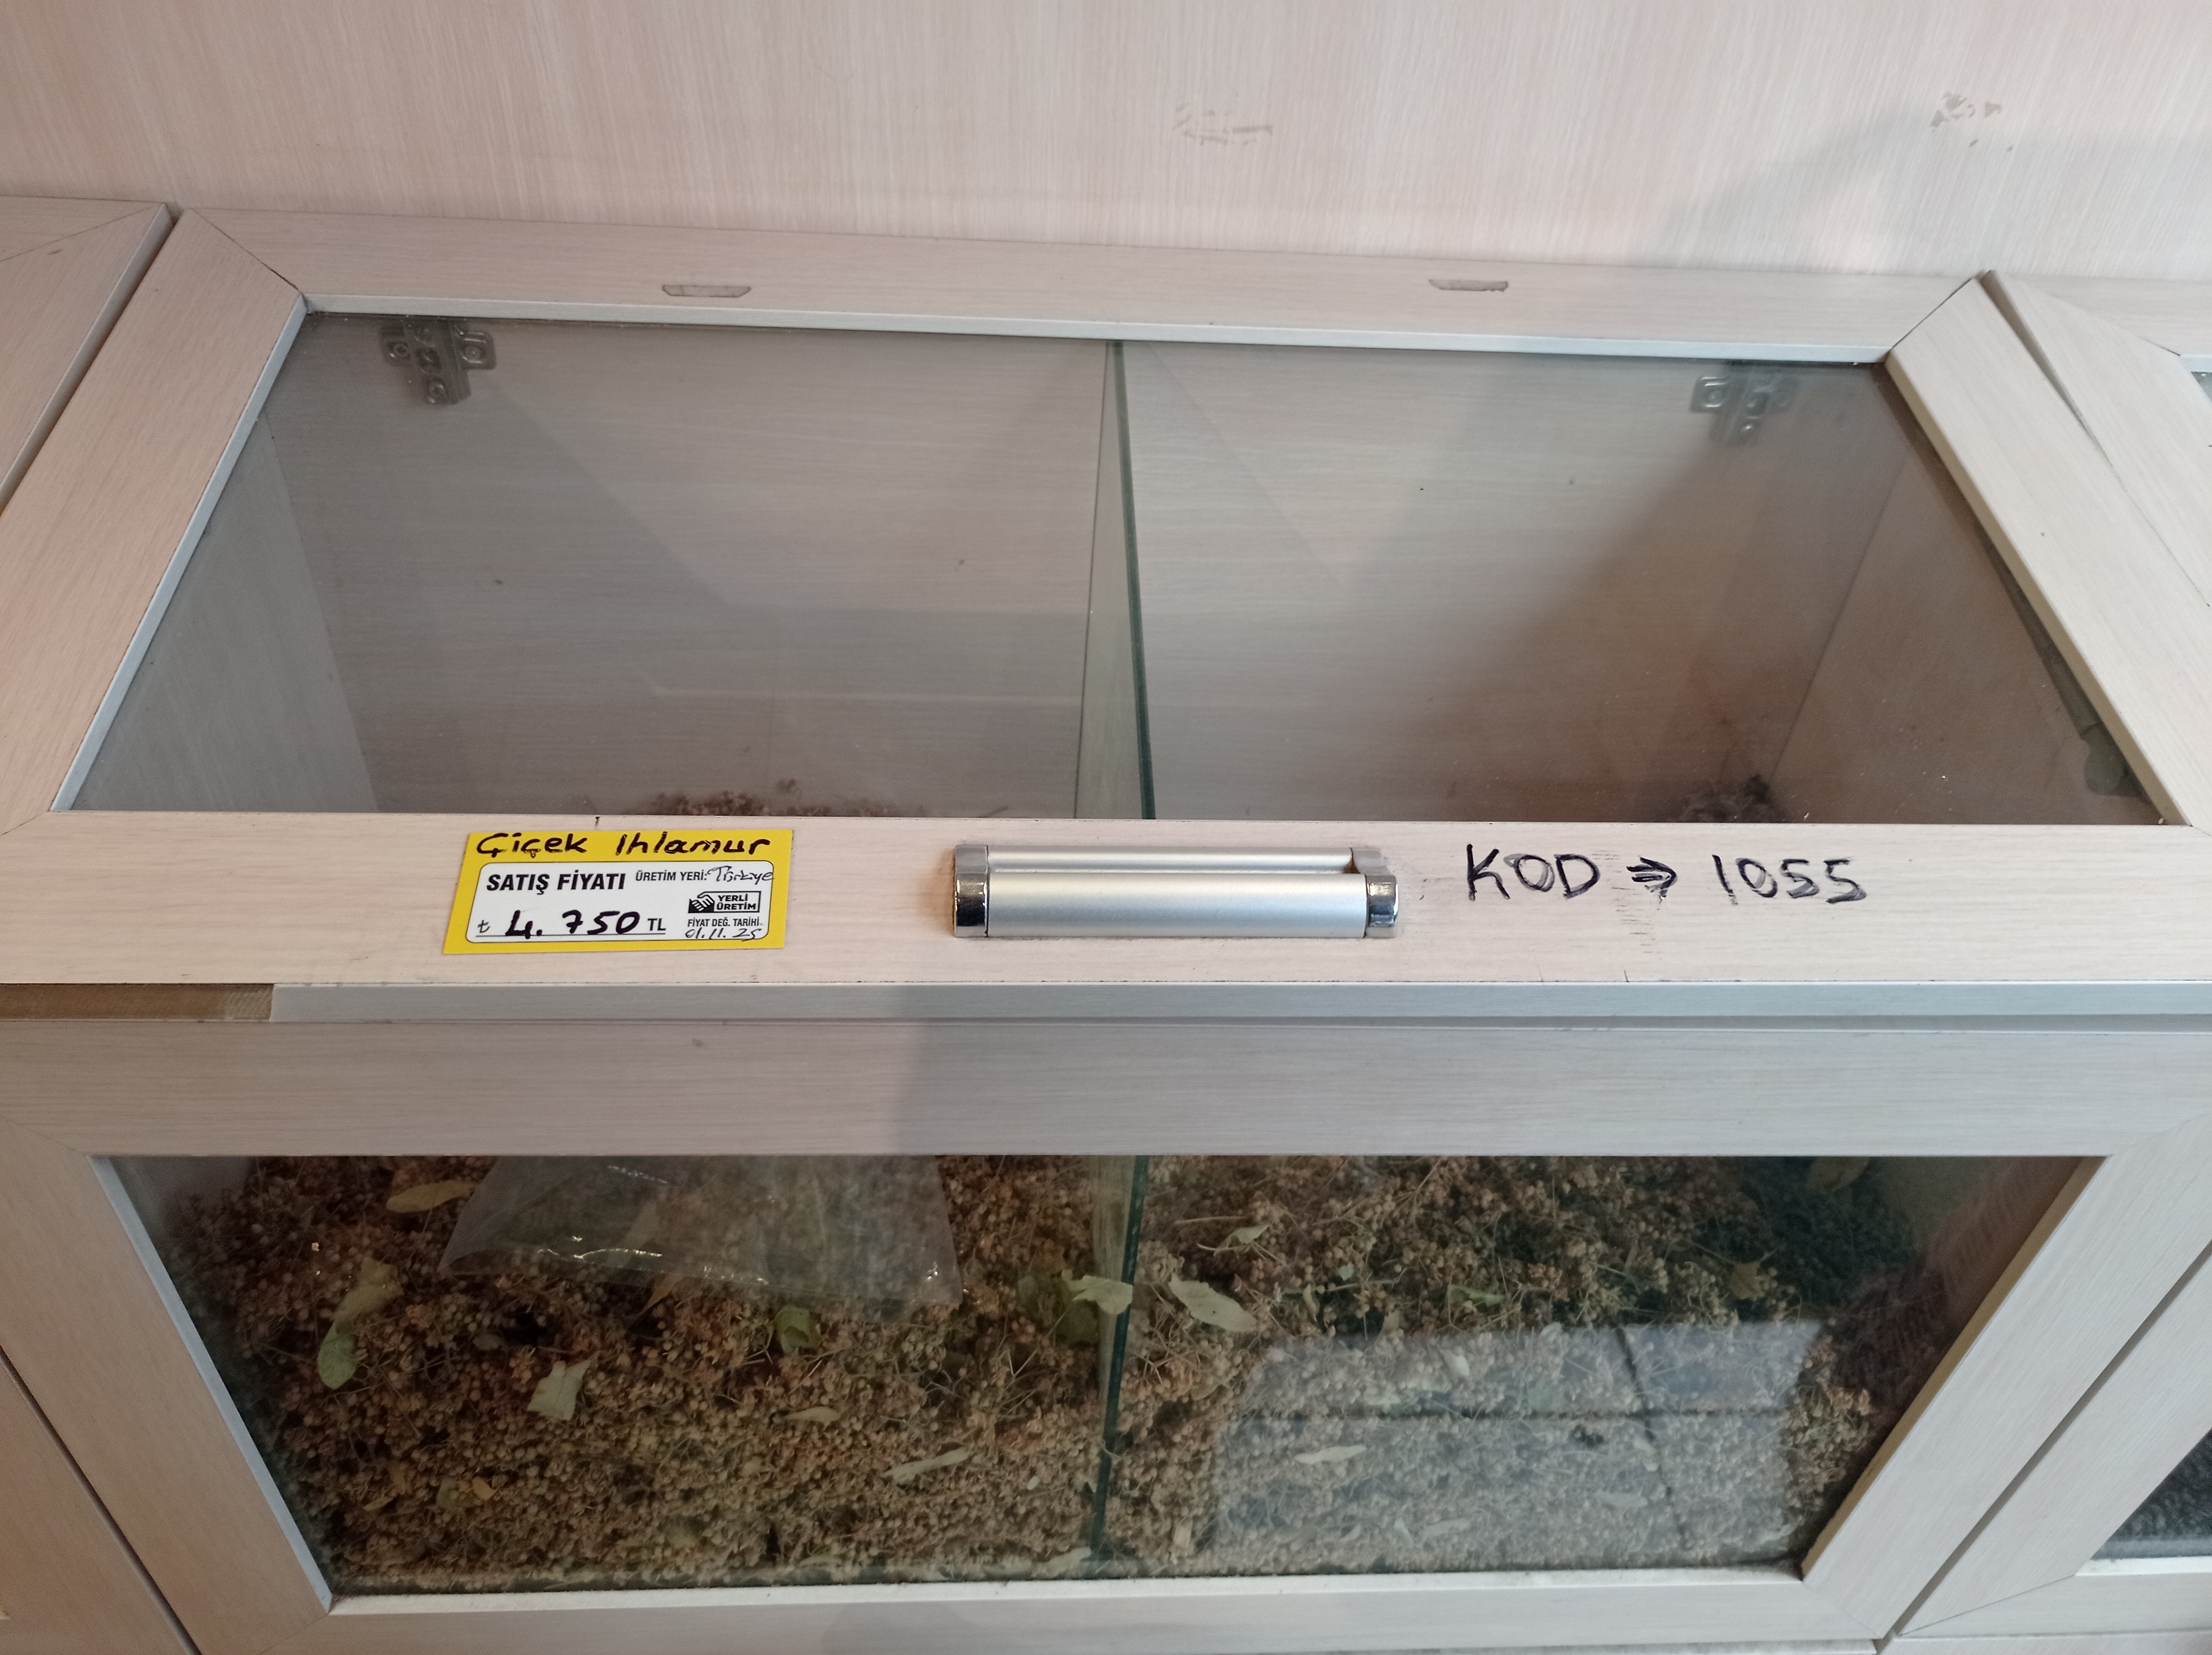 Çiçek Ihlamur
SATIŞ FİYATI ÜRETİM YERİ: Türkiye
YERLİ
ÜRETİM
₺ 4.750 TL
FİYAT DEĞ. TARİHİ
01.11.25
KOD ⇒ 1055